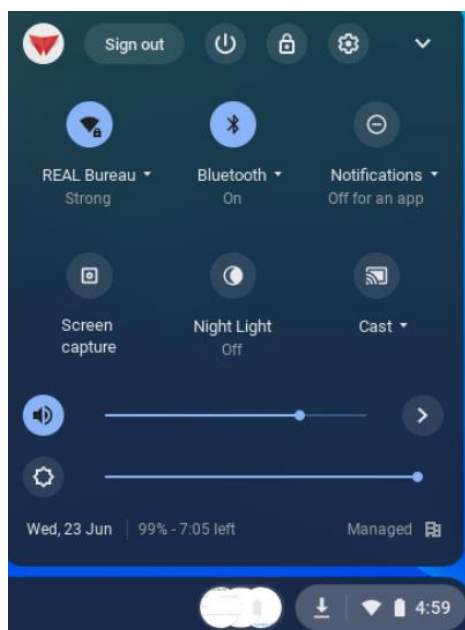 Sign out
REAL Bureau
Bluetooth
Notifications
Strong
On
Off for an app
Screen
capture
Night Light
Off
Cast
Wed, 23 Jun
99% - 7:05 left
Managed
4:59